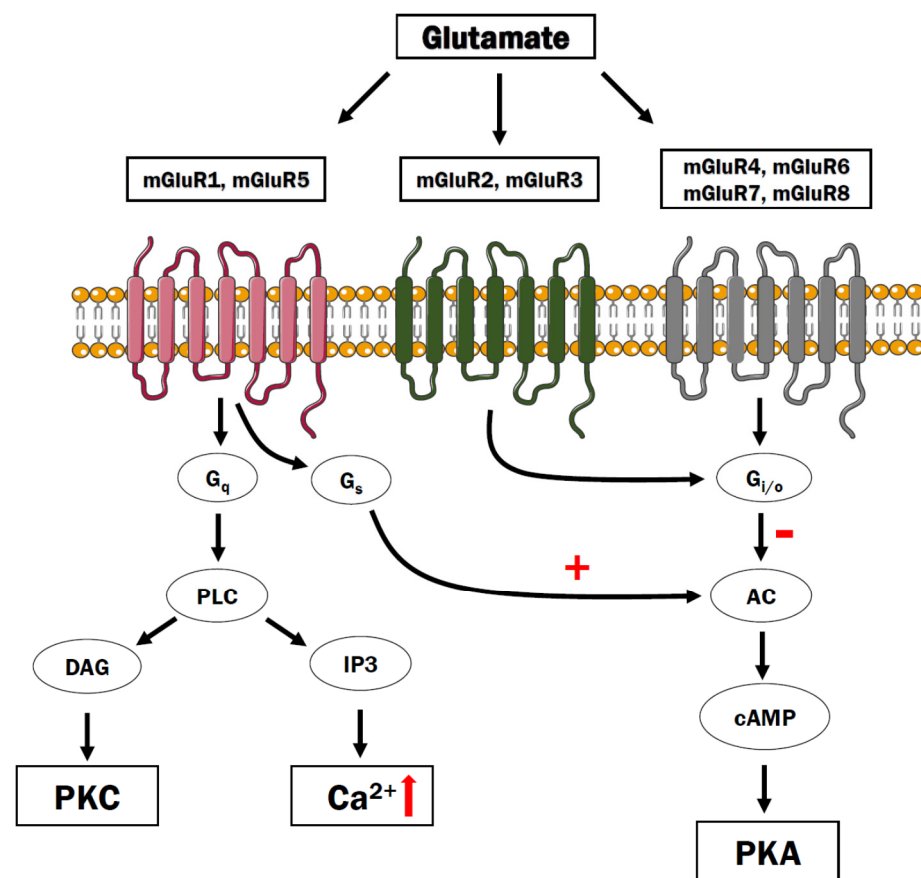 Glutamate
mGluR1, mGluR5
mGluR2, mGluR3
mGluR4, mGluR6
mGluR7, mGluR8
Gq
Gs
Gi/o
-
+
PLC
AC
DAG
IP3
cAMP
PKC
Ca2+
PKA